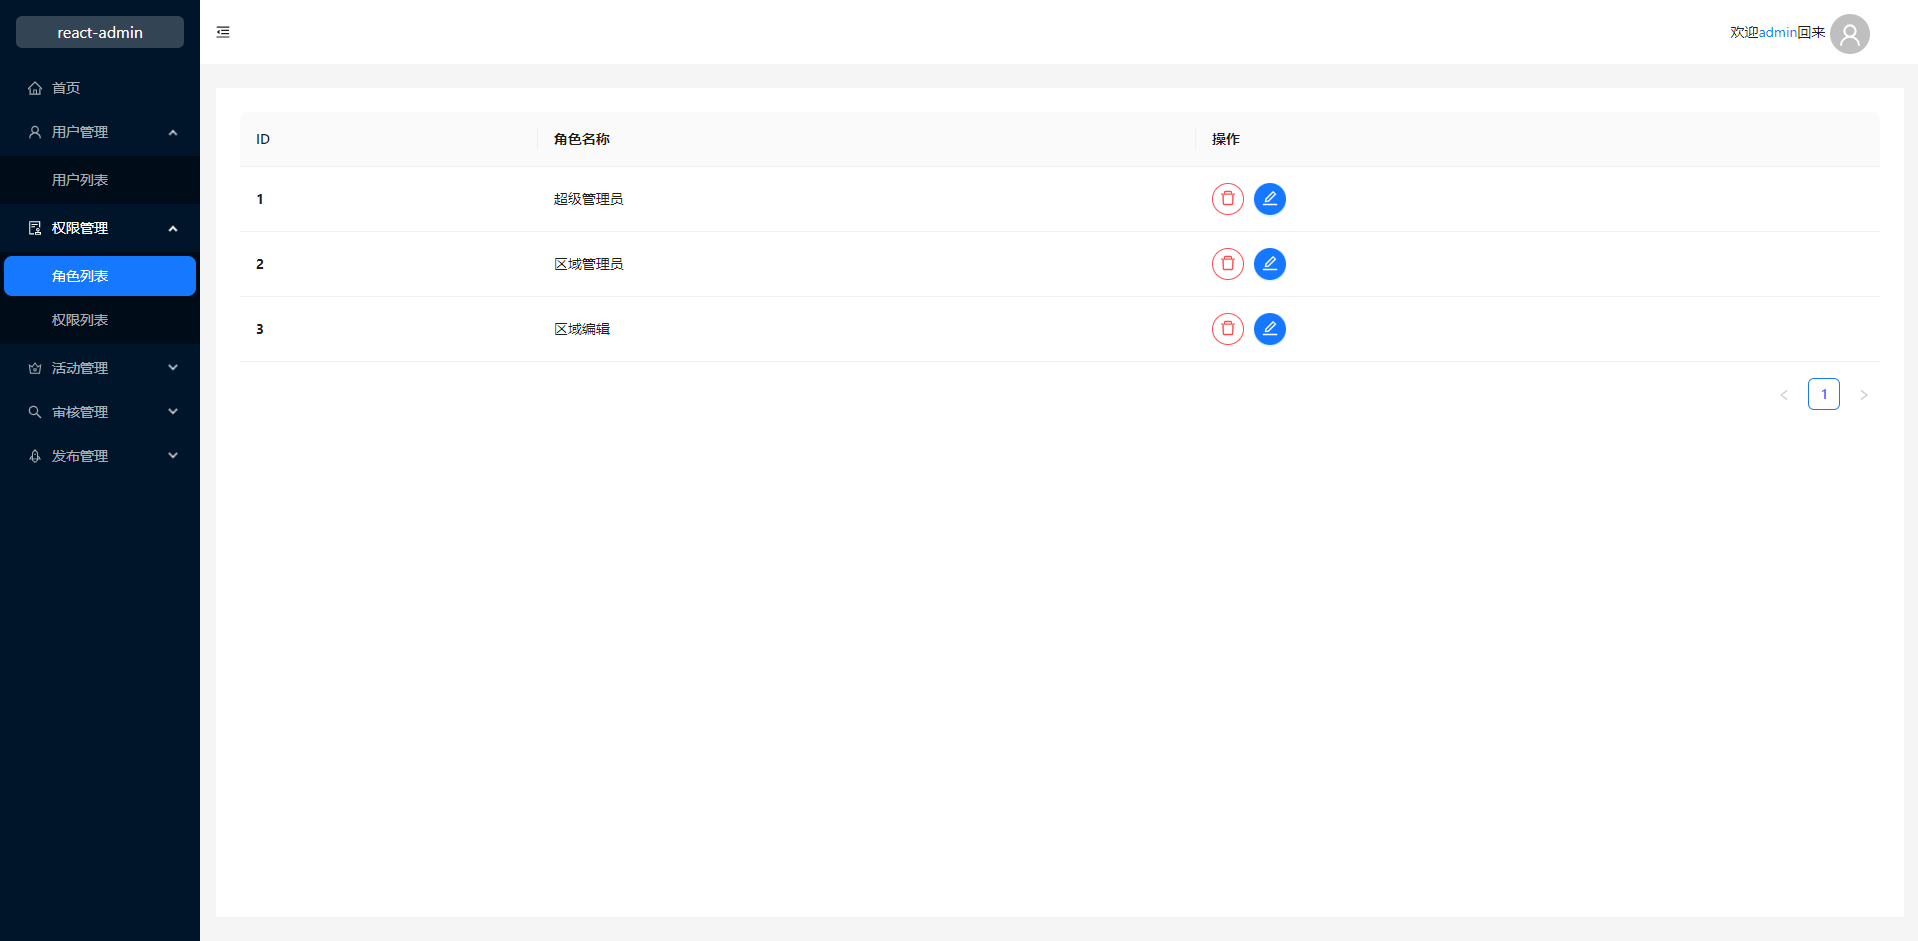 react-admin
欢迎admin回来
首页
用户管理
用户列表
权限管理
角色列表
权限列表
活动管理
审核管理
发布管理
ID 角色名称 操作
1 超级管理员
2 区域管理员
3 区域编辑
< 1 >